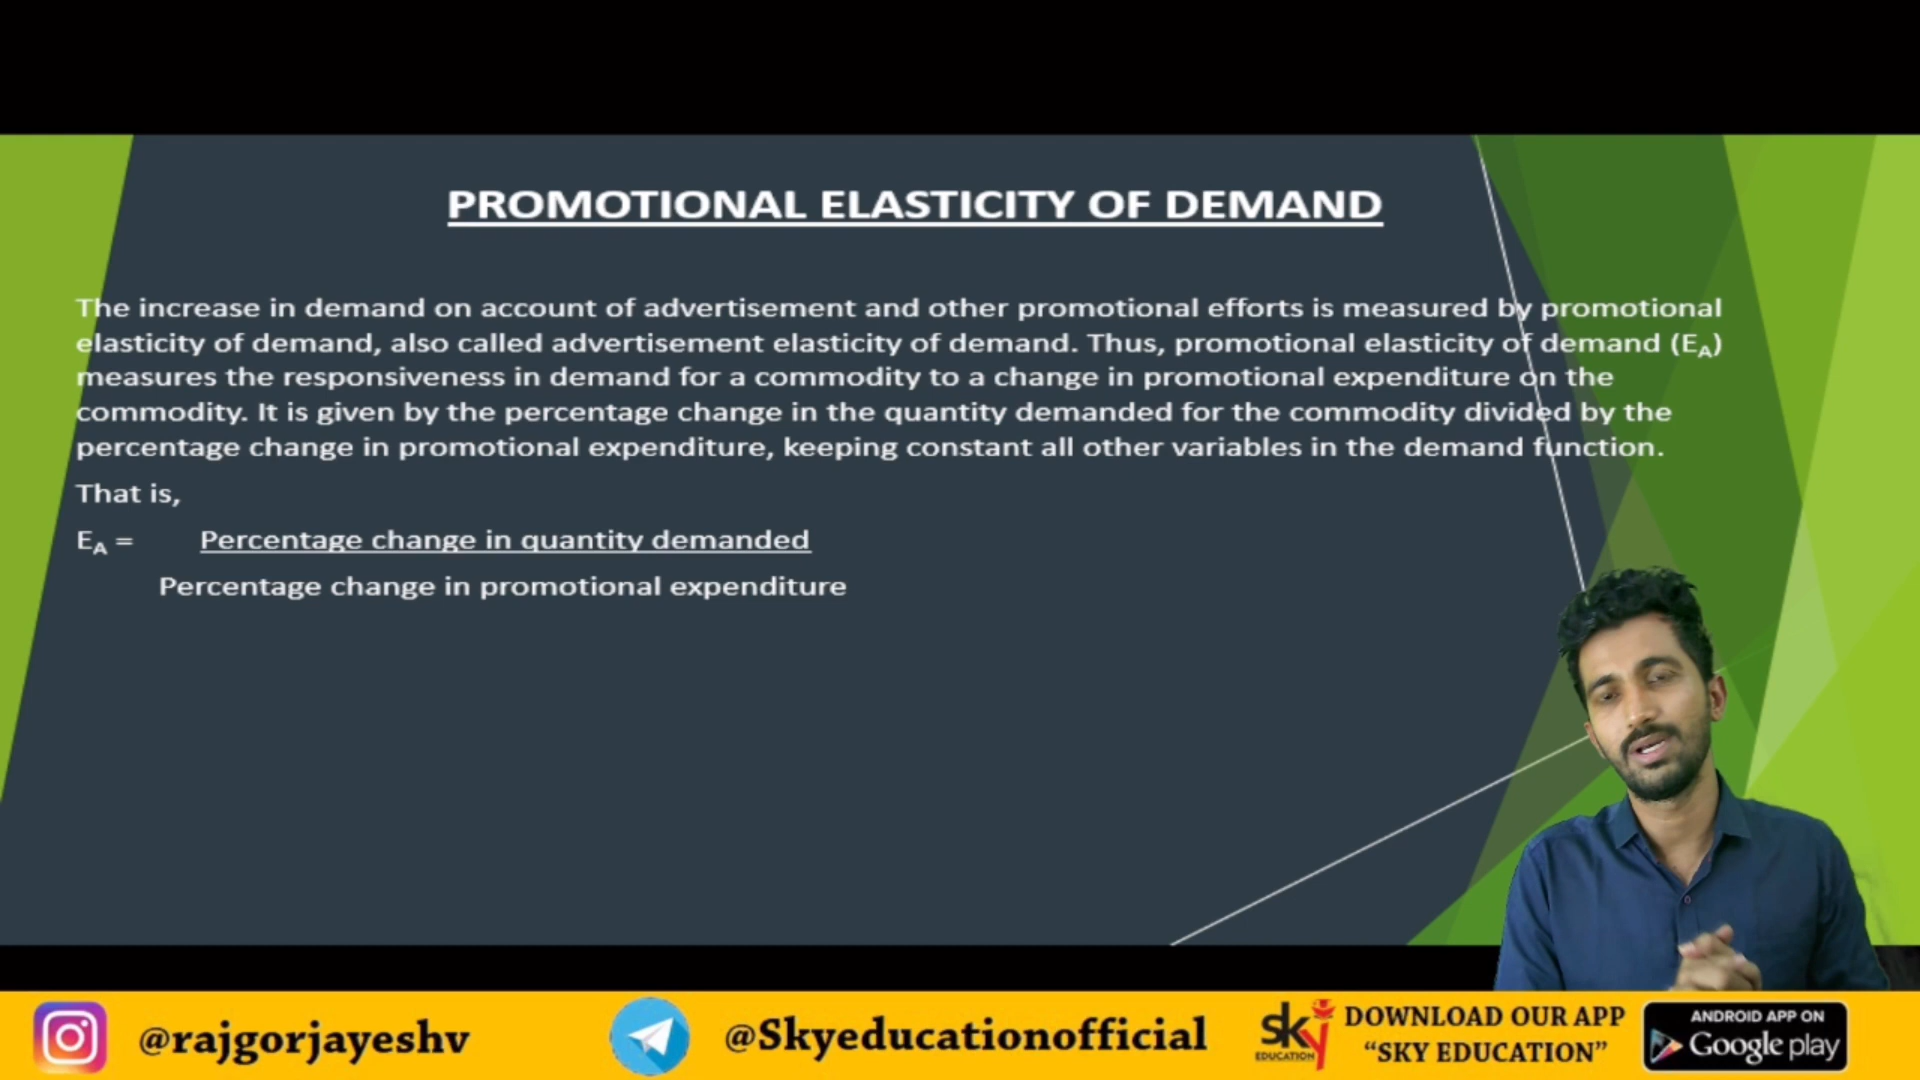 PROMOTIONAL ELASTICITY OF DEMAND
The increase in demand on account of advertisement and other promotional efforts is measured by promotional
elasticity of demand, also called advertisement elasticity of demand. Thus, promotional elasticity of demand (EA)
measures the responsiveness in demand for a commodity to a change in promotional expenditure on the
commodity. It is given by the percentage change in the quantity demanded for the commodity divided by the
percentage change in promotional expenditure, keeping constant all other variables in the demand function.
That is,
EA = Percentage change in quantity demanded
Percentage change in promotional expenditure
@rajgorjayeshv
@Skyeducationofficial
sky
EDUCATION
DOWNLOAD OUR APP
“SKY EDUCATION”
ANDROID APP ON
Google play